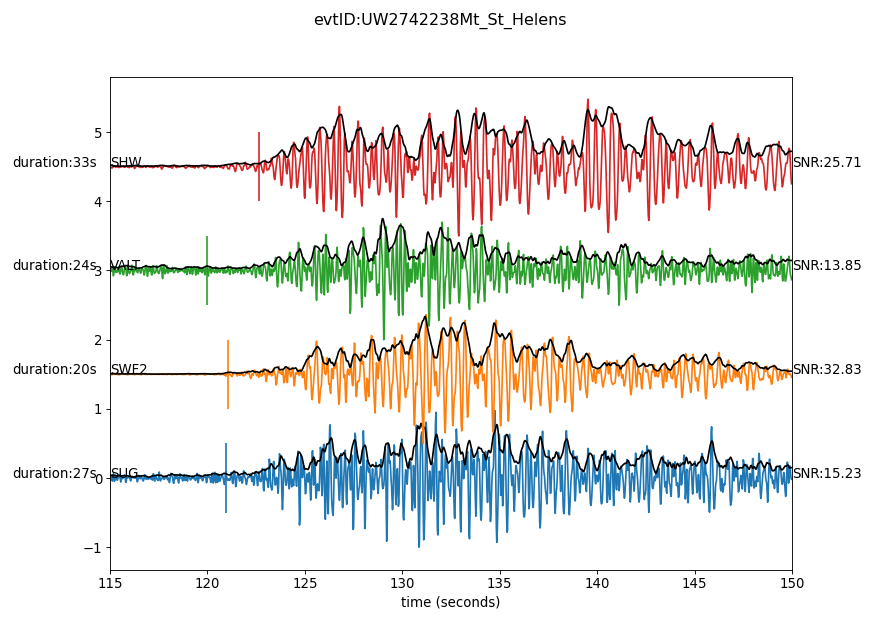 evtID:UW2742238Mt_St_Helens
5
duration:33s SHW SNR:25.71
4
duration:24s VALT SNR:13.85
3
2
duration:20s SWF2 SNR:32.83
1
duration:27s SUG SNR:15.23
0
−1
115 120 125 130 135 140 145 150
time (seconds)